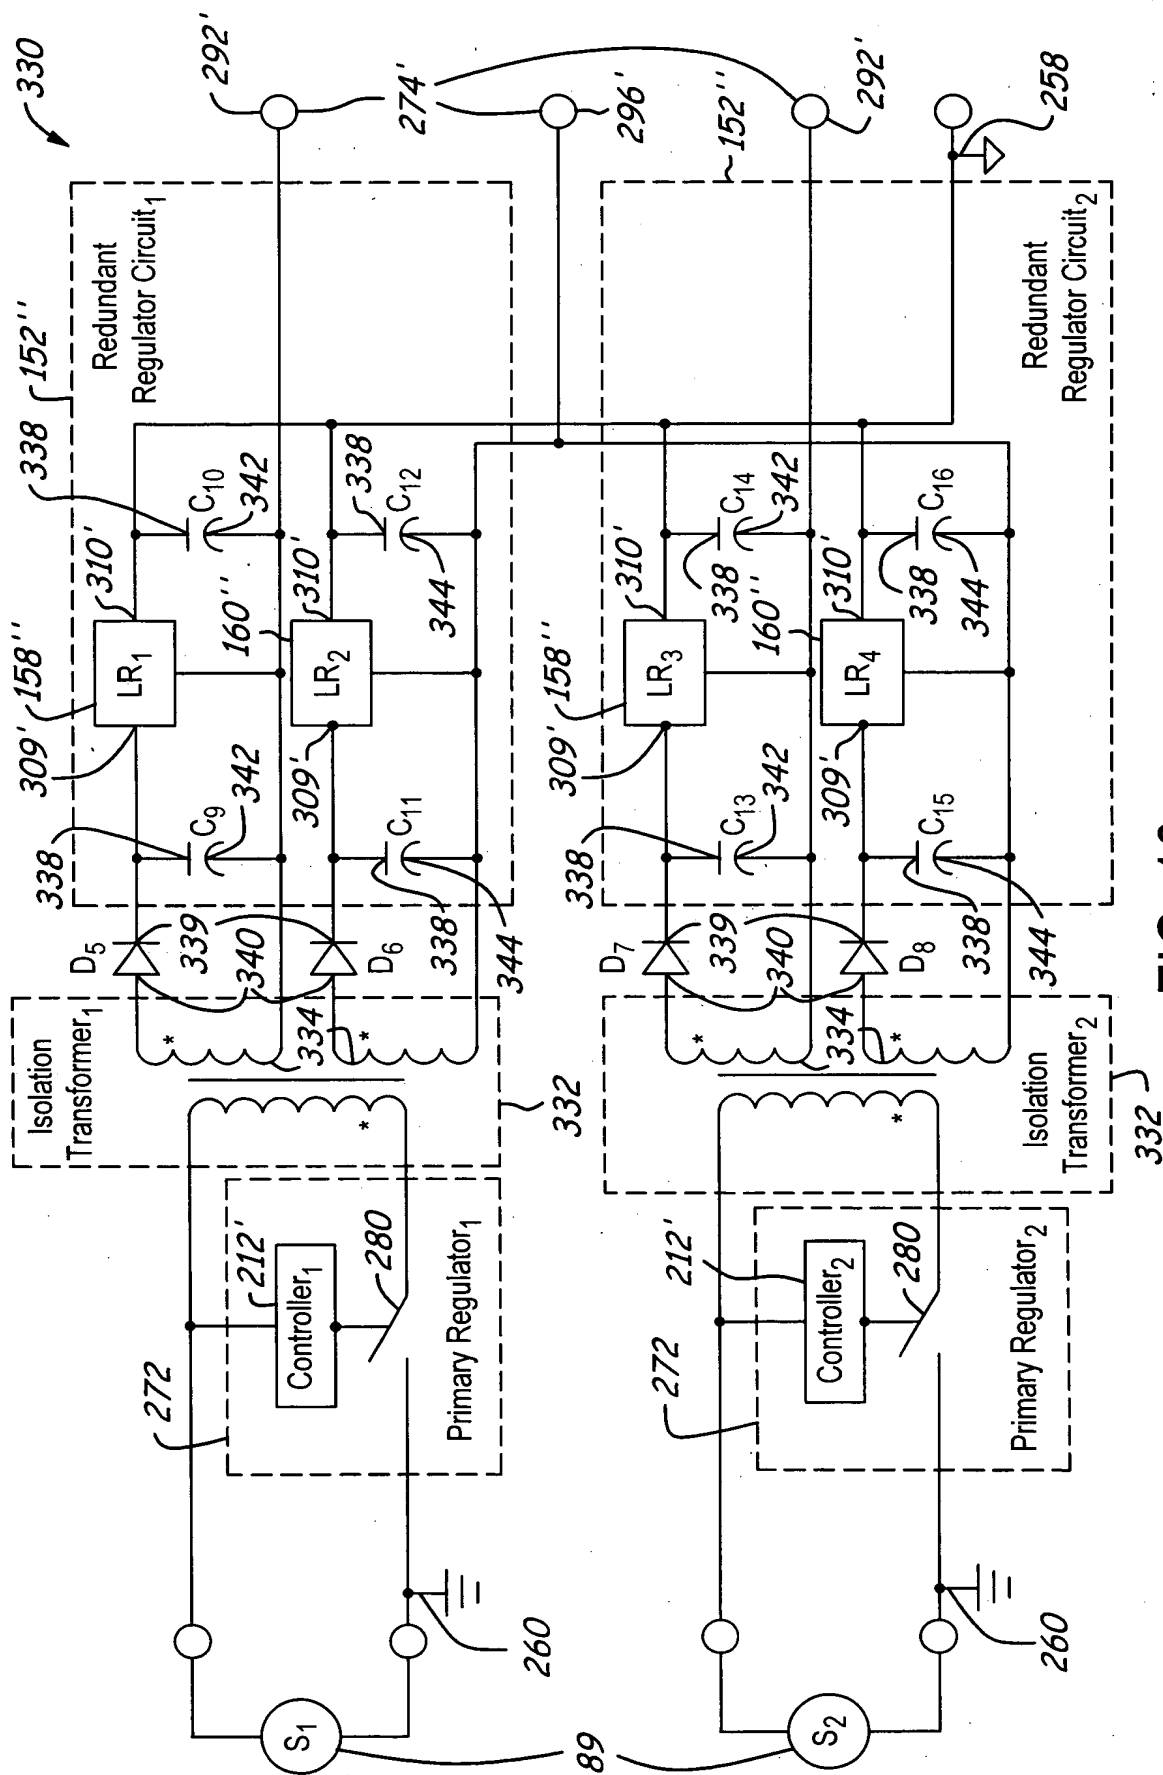 330
292'
274'
296'
292'
258
152''
152''
Redundant
Regulator Circuit1
338
C10
342
310'
LR1
158''
309'
C9
342
338
D5
339
340
160''
310'
LR2
309'
338
C12
344
C11
338
344
D6
Isolation
Transformer1
*
334
*
*
332
212'
Controller1
280
Primary Regulator1
272
260
S1
89
Redundant
Regulator Circuit2
C14
342
338
310'
LR3
158''
309'
C13
342
338
D7
339
340
160''
310'
LR4
309'
C16
338
344
C15
338
344
D8
Isolation
Transformer2
*
334
*
*
332
212'
Controller2
280
Primary Regulator2
272
260
S2